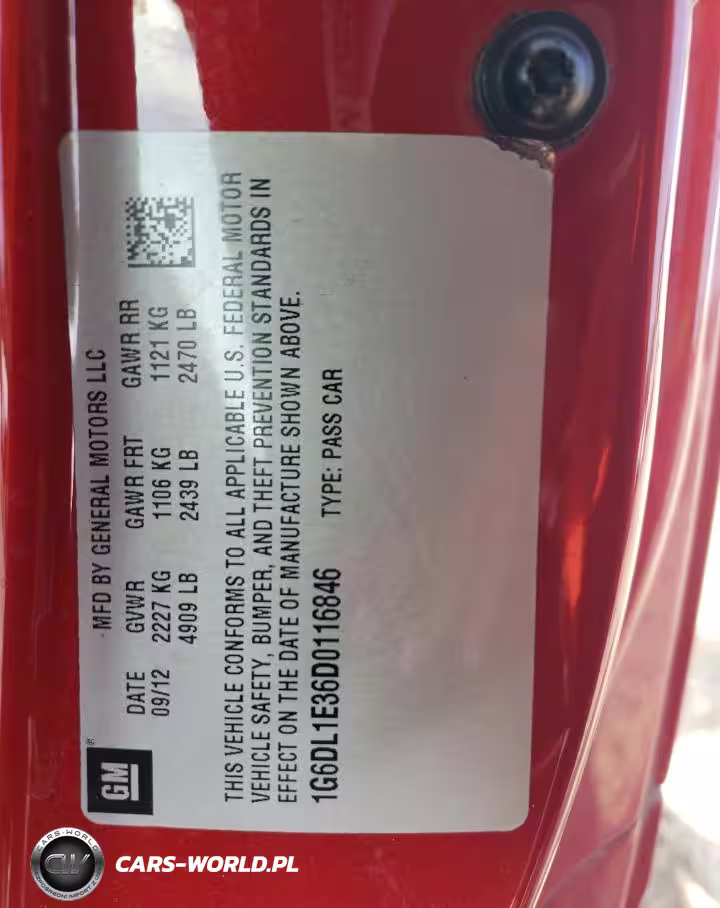 MFD BY GENERAL MOTORS LLC
DATE GVWR GAWR FRT GAWR RR
09/12 2227 KG 1106 KG 1121 KG
4909 LB 2439 LB 2470 LB
THIS VEHICLE CONFORMS TO ALL APPLICABLE U.S. FEDERAL MOTOR
VEHICLE SAFETY, BUMPER, AND THEFT PREVENTION STANDARDS IN
EFFECT ON THE DATE OF MANUFACTURE SHOWN ABOVE.
1G6DL1E36D0116846 TYPE: PASS CAR
GM®
CARS-WORLD
CW
CARS-WORLD.PL